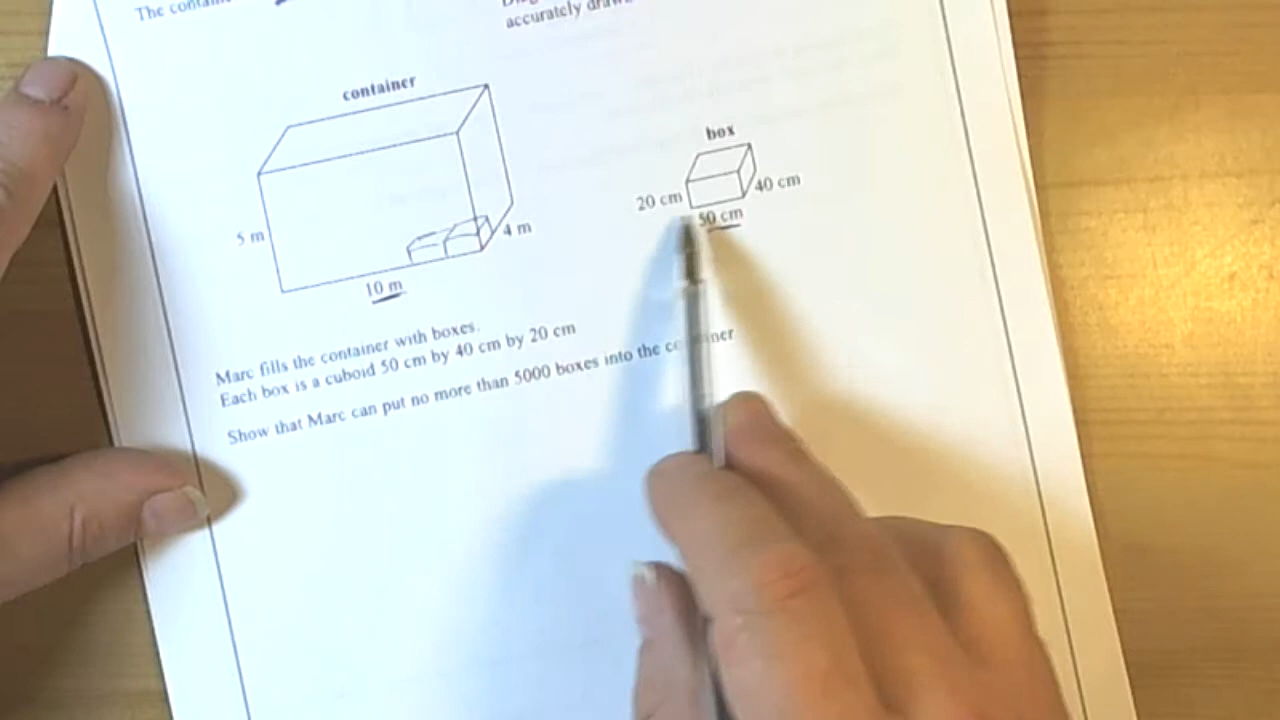 The
accurately
container
box
20 cm
40 cm
50 cm
5 m
4 m
10 m
Marc fills the container with boxes.
Each box is a cuboid 50 cm by 40 cm by 20 cm
Show that Marc can put no more than 5000 boxes into the